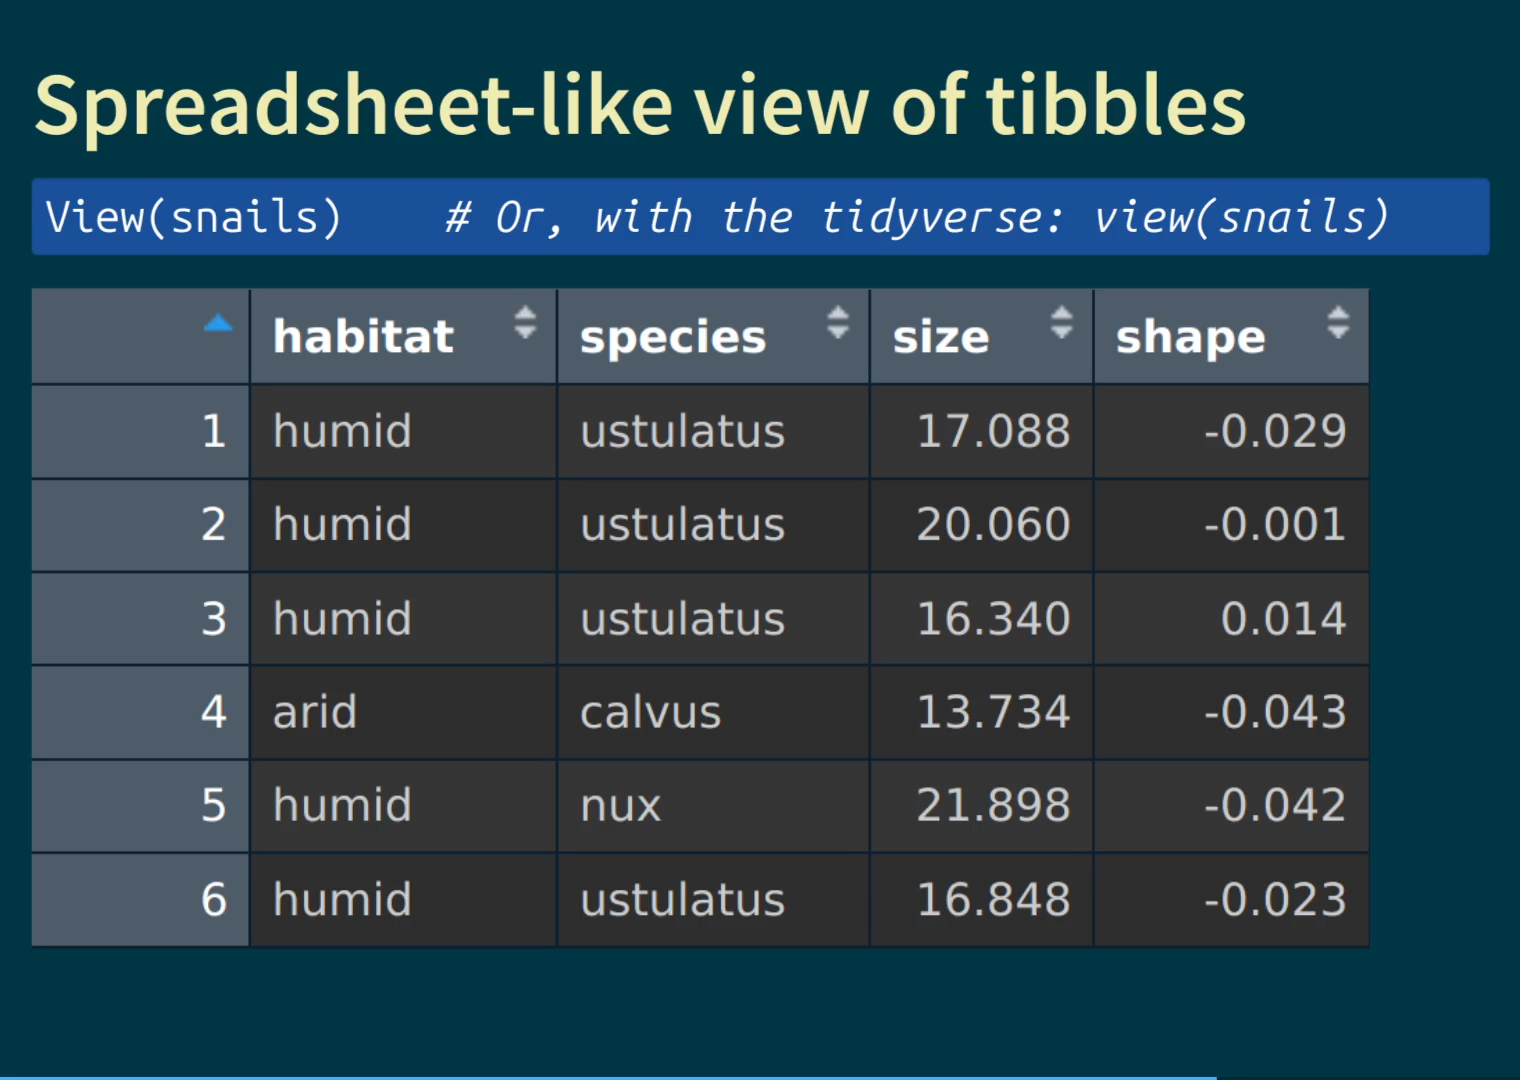 Spreadsheet-like view of tibbles
View(snails)    # Or, with the tidyverse: view(snails)
habitat species size shape
1 humid ustulatus 17.088 -0.029
2 humid ustulatus 20.060 -0.001
3 humid ustulatus 16.340 0.014
4 arid calvus 13.734 -0.043
5 humid nux 21.898 -0.042
6 humid ustulatus 16.848 -0.023